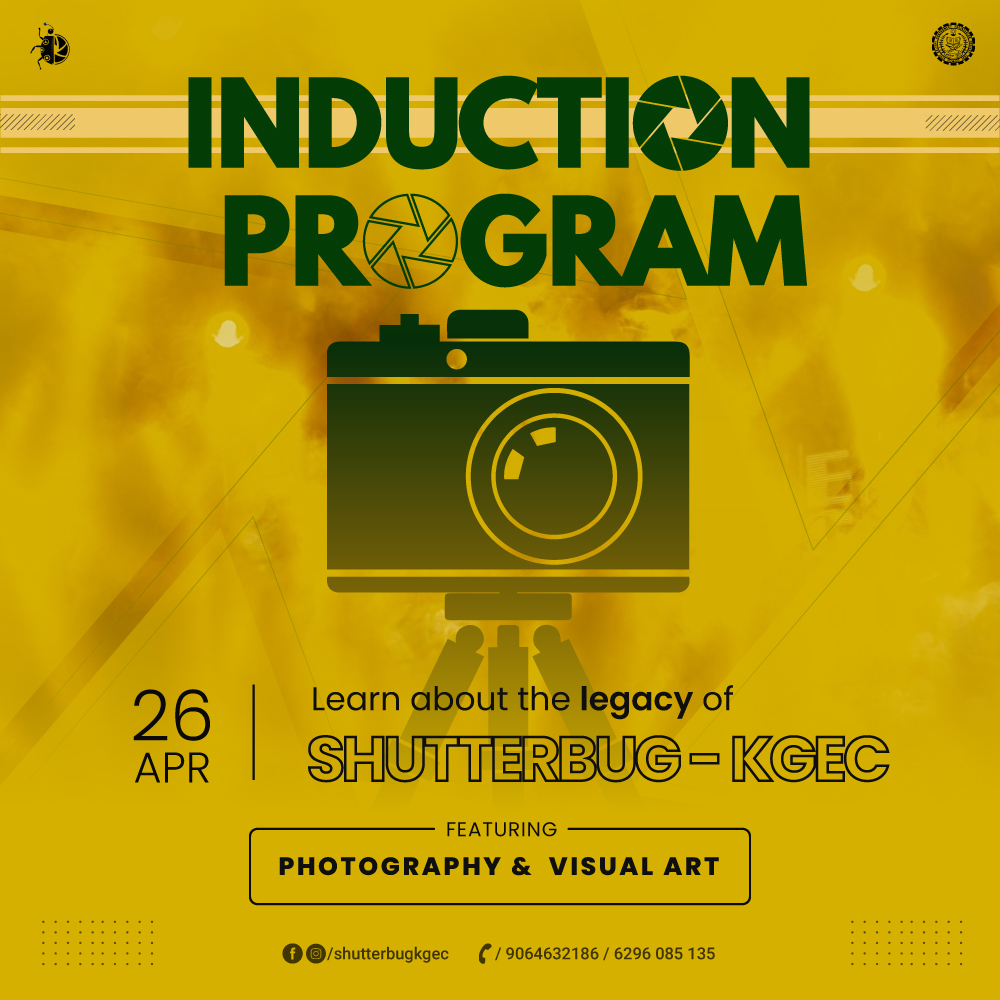 INDUCTION
PROGRAM
26
APR
Learn about the legacy of
SHUTTERBUG – KGEC
FEATURING
PHOTOGRAPHY & VISUAL ART
/shutterbugkgec / 9064632186 / 6296 085 135